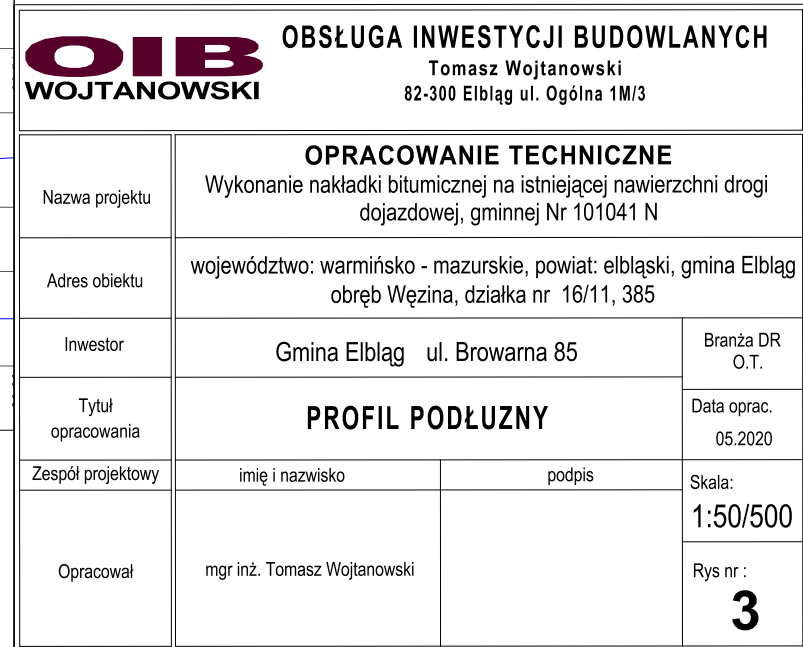 OIB
WOJTANOWSKI
OBSŁUGA INWESTYCJI BUDOWLANYCH
Tomasz Wojtanowski
82-300 Elbląg ul. Ogólna 1M/3
Nazwa projektu
OPRACOWANIE TECHNICZNE
Wykonanie nakładki bitumicznej na istniejącej nawierzchni drogi
dojazdowej, gminnej Nr 101041 N
Adres obiektu
województwo: warmińsko - mazurskie, powiat: elbląski, gmina Elbląg
obręb Węzina, działka nr 16/11, 385
Inwestor
Gmina Elbląg ul. Browarna 85
Branża DR
O.T.
Tytuł
opracowania
PROFIL PODŁUZNY
Data oprac.
05.2020
Zespół projektowy
imię i nazwisko
podpis
Skala:
1:50/500
Opracował
mgr inż. Tomasz Wojtanowski
Rys nr :
3